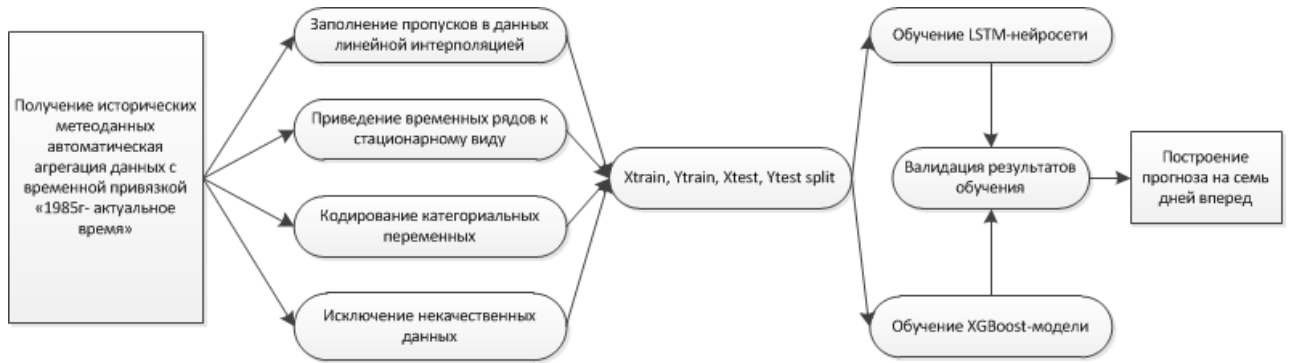 Получение исторических
метеоданных
автоматическая
агрегация данных с
временной привязкой
«1985г- актуальное
время»
Заполнение пропусков в данных
линейной интерполяцией
Приведение временных рядов к
стационарному виду
Кодирование категориальных
переменных
Исключение некачественных
данных
Xtrain, Ytrain, Xtest, Ytest split
Обучение LSTM-нейросети
Валидация результатов
обучения
Обучение XGBoost-модели
Построение
прогноза на семь
дней вперед